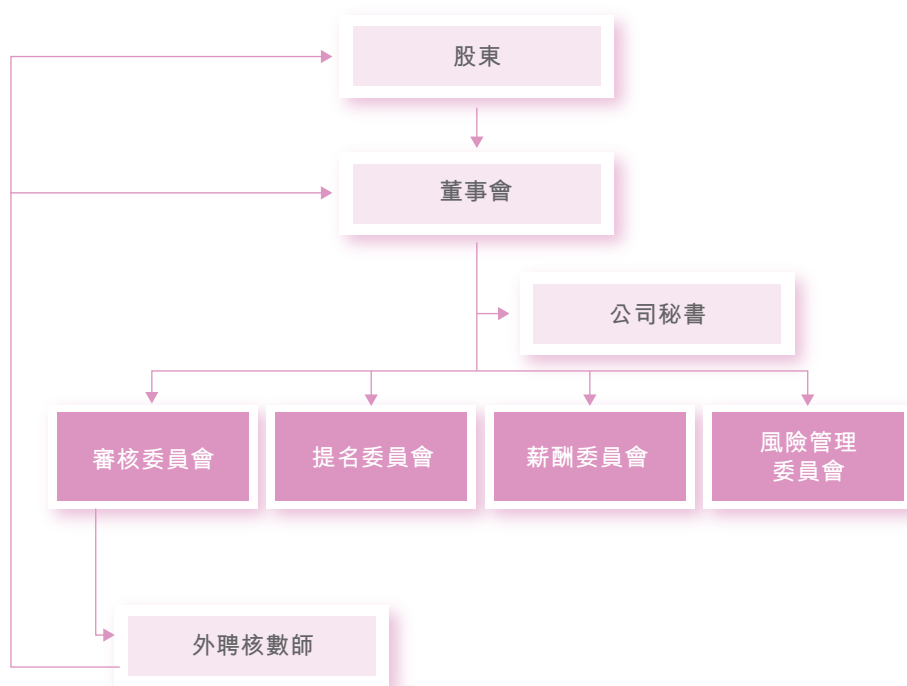 股東
董事會
公司秘書
審核委員會
提名委員會
薪酬委員會
風險管理
委員會
外聘核數師